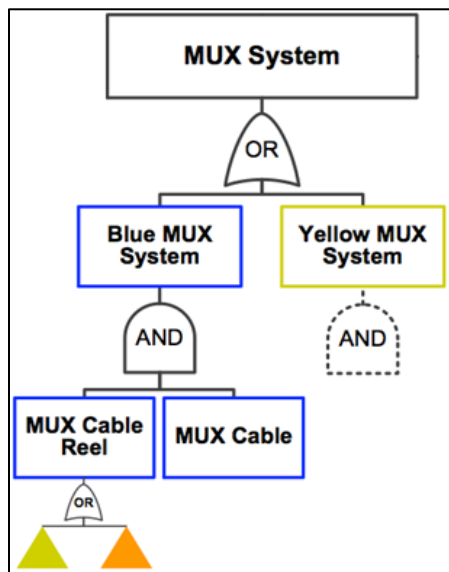 MUX System
OR
Blue MUX
System
Yellow MUX
System
AND
AND
MUX Cable
Reel
MUX Cable
OR